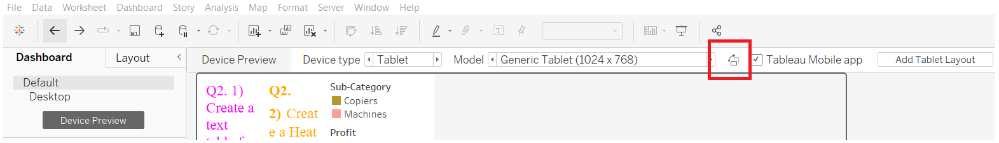 File Data Worksheet Dashboard Story Analysis Map Format Server Window Help
Dashboard Layout
Device Preview Device type Tablet Model Generic Tablet (1024 x 768) Tableau Mobile app Add Tablet Layout
Default
Desktop
Device Preview
Q2. 1)
Create a
text
Q2.
2) Creat
e a Heat
Sub-Category
Copiers
Machines
Profit